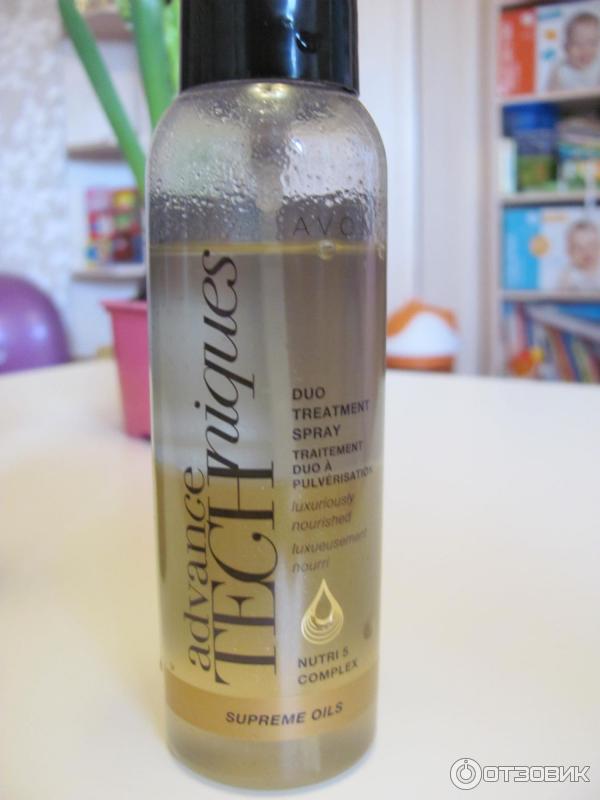 AVON
advance
TECHniques
DUO
TREATMENT
SPRAY
TRAITEMENT
DUO À
PULVÉRISATION
luxuriously
nourished
luxueusement
nourri
NUTRI 5
COMPLEX
SUPREME OILS
ОТЗОВИК